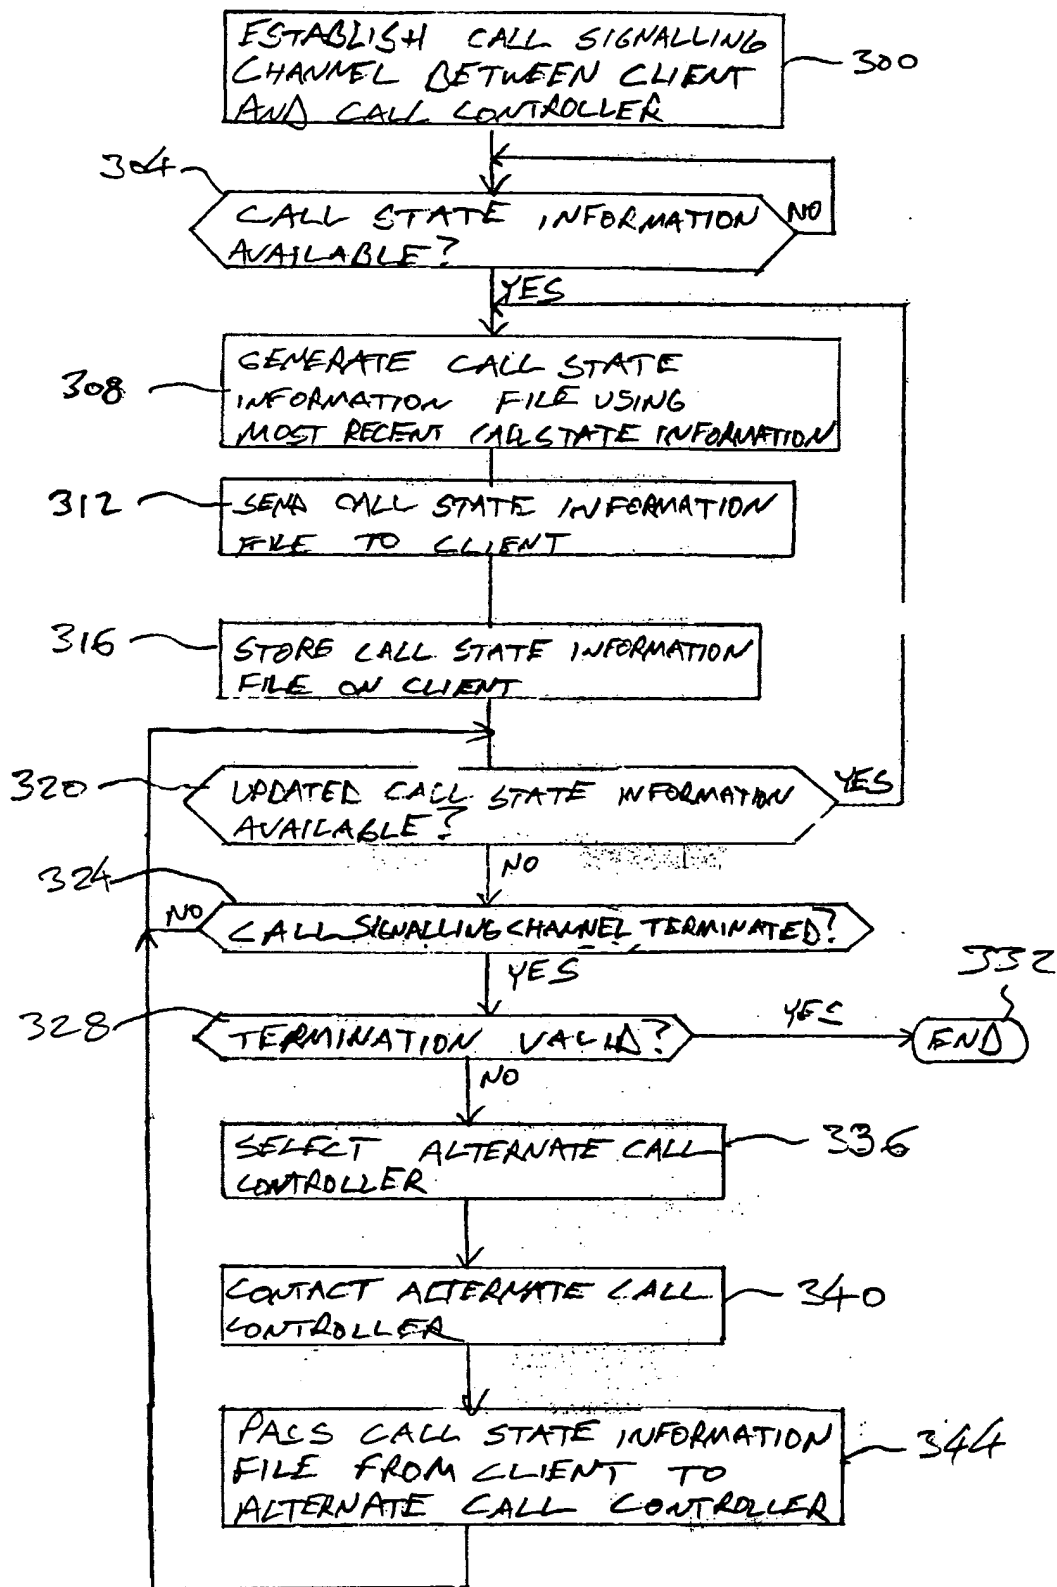 ESTABLISH CALL SIGNALLING
CHANNEL BETWEEN CLIENT
AND CALL CONTROLLER
300
304
CALL STATE INFORMATION
AVAILABLE?
NO
YES
308
GENERATE CALL STATE
INFORMATION FILE USING
MOST RECENT CALL STATE INFORMATION
312
SEND CALL STATE INFORMATION
FILE TO CLIENT
316
STORE CALL STATE INFORMATION
FILE ON CLIENT
320
UPDATED CALL STATE INFORMATION
AVAILABLE?
YES
NO
324
NO
CALL SIGNALLING CHANNEL TERMINATED?
YES
332
328
TERMINATION VALID?
YES
END
NO
SELECT ALTERNATE CALL
CONTROLLER
336
CONTACT ALTERNATE CALL
CONTROLLER
340
PASS CALL STATE INFORMATION
FILE FROM CLIENT TO
ALTERNATE CALL CONTROLLER
344